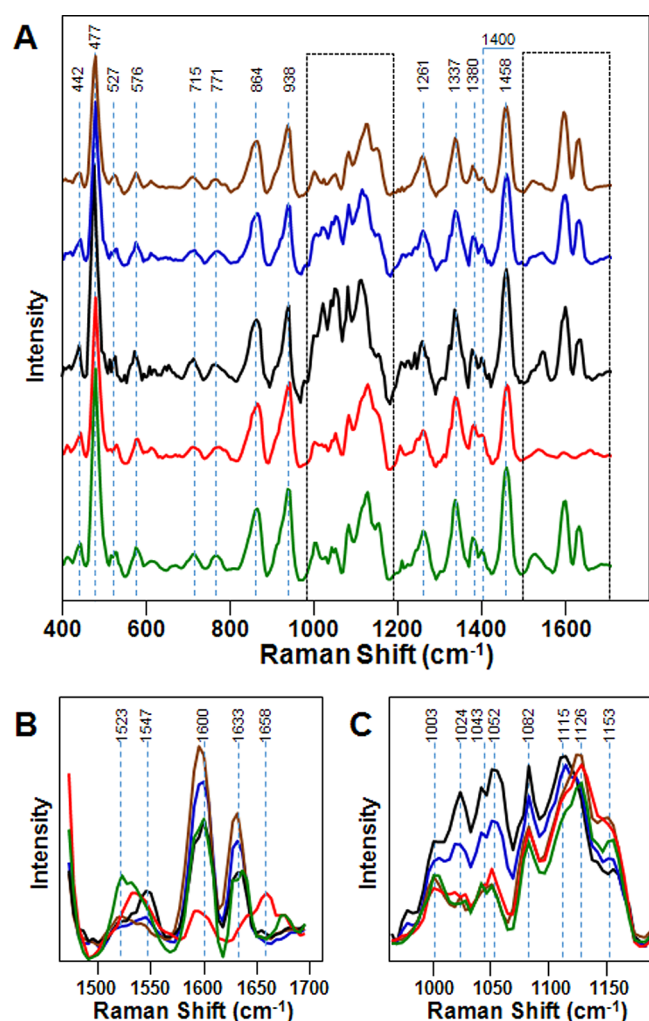 A
442
477
527
576
715
771
864
938
1261
1337
1380
1400
1458
Intensity
400 600 800 1000 1200 1400 1600
Raman Shift (cm-1)
B
1523
1547
1600
1633
1658
Intensity
1500 1550 1600 1650 1700
Raman Shift (cm-1)
C
1003
1024
1043
1052
1082
1115
1126
1153
Intensity
1000 1050 1100 1150
Raman Shift (cm-1)